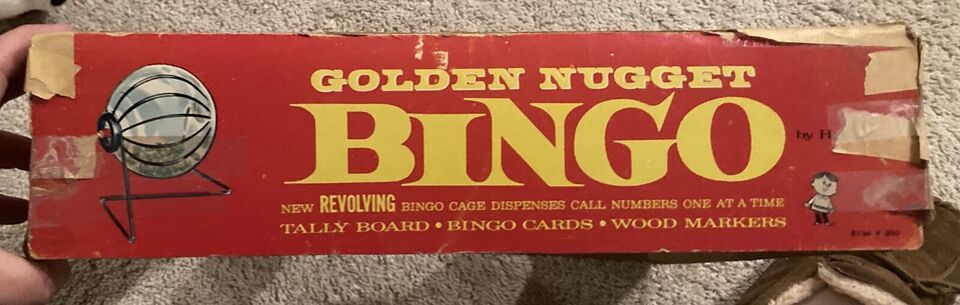 GOLDEN NUGGET
BINGO
by
NEW REVOLVING BINGO CAGE DISPENSES CALL NUMBERS ONE AT A TIME
TALLY BOARD • BINGO CARDS • WOOD MARKERS